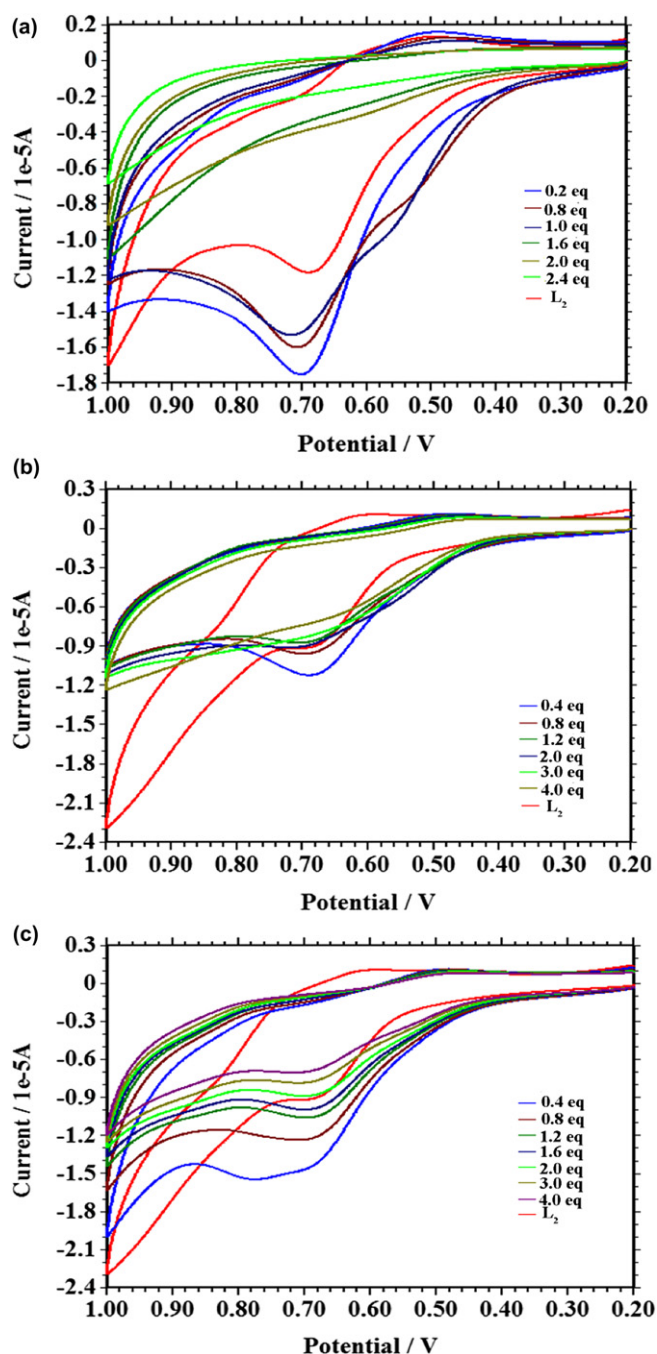 (a)
Current / 1e-5A
0.2
0
-0.2
-0.4
-0.6
-0.8
-1.0
-1.2
-1.4
-1.6
-1.8
0.2 eq
0.8 eq
1.0 eq
1.6 eq
2.0 eq
2.4 eq
L₂
1.00 0.90 0.80 0.70 0.60 0.50 0.40 0.30 0.20
Potential / V
(b)
Current / 1e-5A
0.3
0
-0.3
-0.6
-0.9
-1.2
-1.5
-1.8
-2.1
-2.4
0.4 eq
0.8 eq
1.2 eq
2.0 eq
3.0 eq
4.0 eq
L₂
1.00 0.90 0.80 0.70 0.60 0.50 0.40 0.30 0.20
Potential / V
(c)
Current / 1e-5A
0.3
0
-0.3
-0.6
-0.9
-1.2
-1.5
-1.8
-2.1
-2.4
0.4 eq
0.8 eq
1.2 eq
1.6 eq
2.0 eq
3.0 eq
4.0 eq
L₂
1.00 0.90 0.80 0.70 0.60 0.50 0.40 0.30 0.20
Potential / V